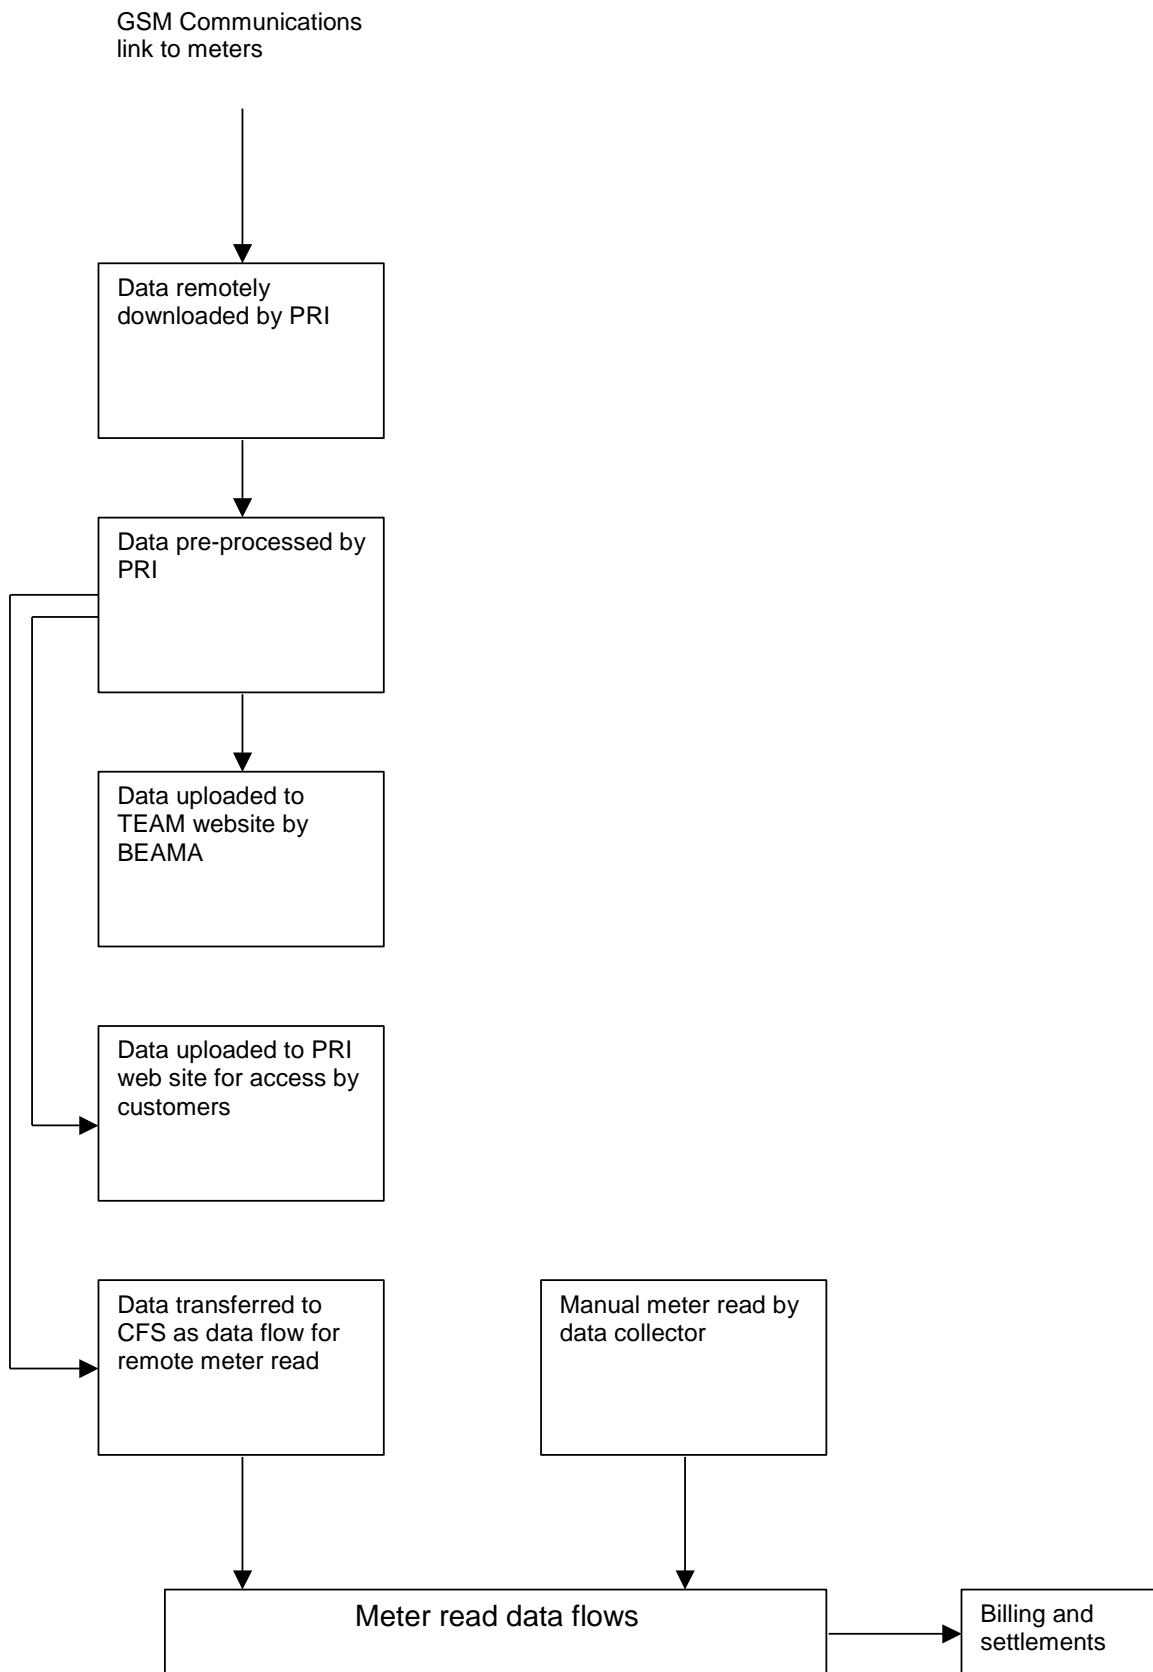 GSM Communications
link to meters
Data remotely
downloaded by PRI
Data pre-processed by
PRI
Data uploaded to
TEAM website by
BEAMA
Data uploaded to PRI
web site for access by
customers
Data transferred to
CFS as data flow for
remote meter read
Manual meter read by
data collector
Meter read data flows
Billing and
settlements